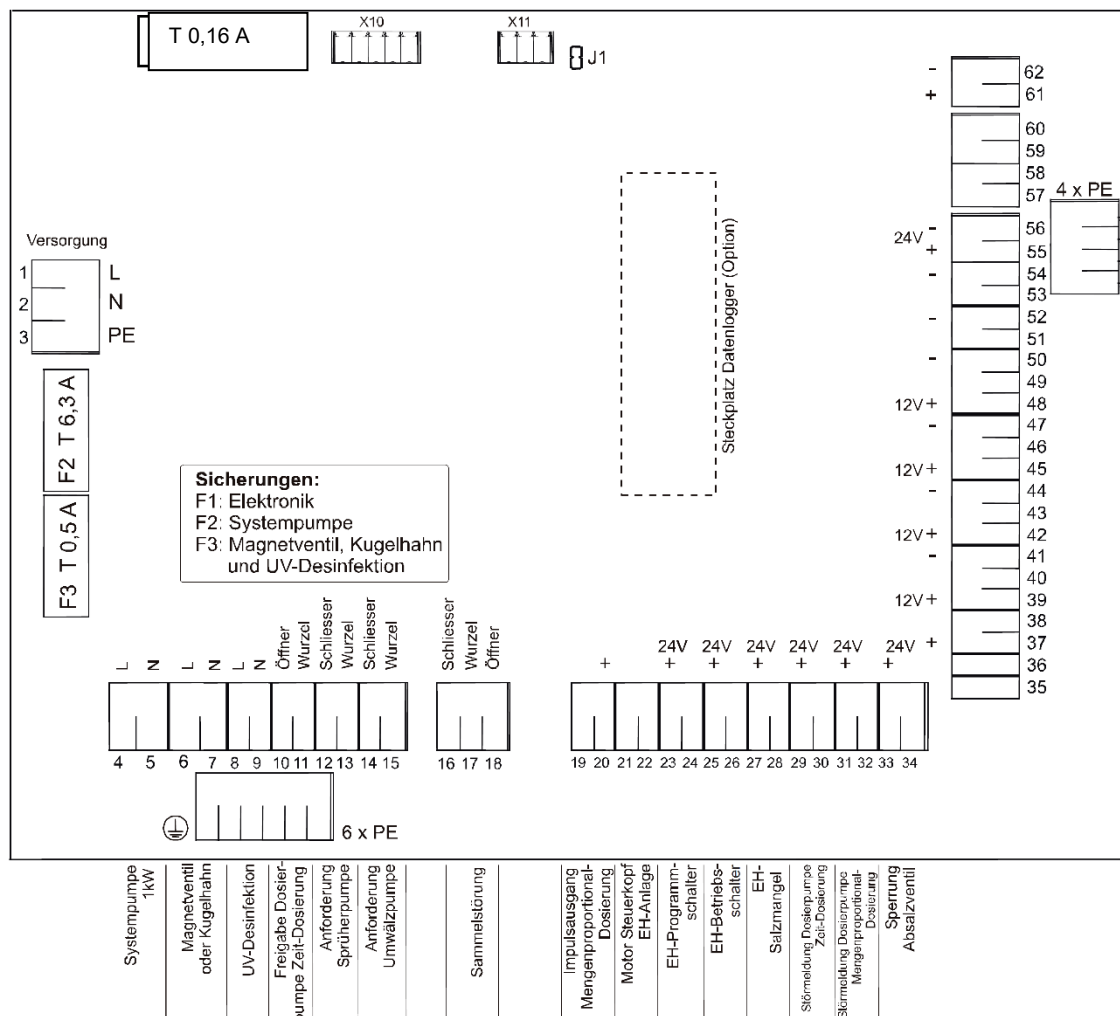 T 0,16 A
X10
X11
J1
- 62
+ 61
60
59
58
57
4 x PE
24V - 56
+ 55
- 54
53
- 52
51
- 50
49
12V + 48
- 47
46
12V + 45
- 44
43
12V + 42
- 41
40
12V + 39
38
+ 37
36
35
Versorgung
1 L
2 N
3 PE
F2 T 6,3 A
F3 T 0,5 A
Sicherungen:
F1: Elektronik
F2: Systempumpe
F3: Magnetventil, Kugelhahn
und UV-Desinfektion
Steckplatz Datenlogger (Option)
L
N
L
N
L
N
Öffner
Wurzel
Schliesser
Wurzel
Schliesser
Wurzel
Schliesser
Wurzel
Öffner
24V 24V 24V 24V 24V 24V
+ + + + + + +
4 5 6 7 8 9 10 11 12 13 14 15 16 17 18 19 20 21 22 23 24 25 26 27 28 29 30 31 32 33 34
6 x PE
Systempumpe
1kW
Magnetventil
oder Kugelhahn
UV-Desinfektion
Freigabe Dosier-
pumpe Zeit-Dosierung
Anforderung
Sprüherpumpe
Anforderung
Umwälzpumpe
Sammelstörung
Impulsausgang
Mengenproportional-
Dosierung
Motor Steuerkopf
EH-Anlage
EH-Programm-
schalter
EH-Betriebs-
schalter
EH-
Salzmangel
Störmeldung Dosierpumpe
Zeit-Dosierung
Störmeldung Dosierpumpe
Mengenproportional-
Dosierung
Sperrung
Absalzventil